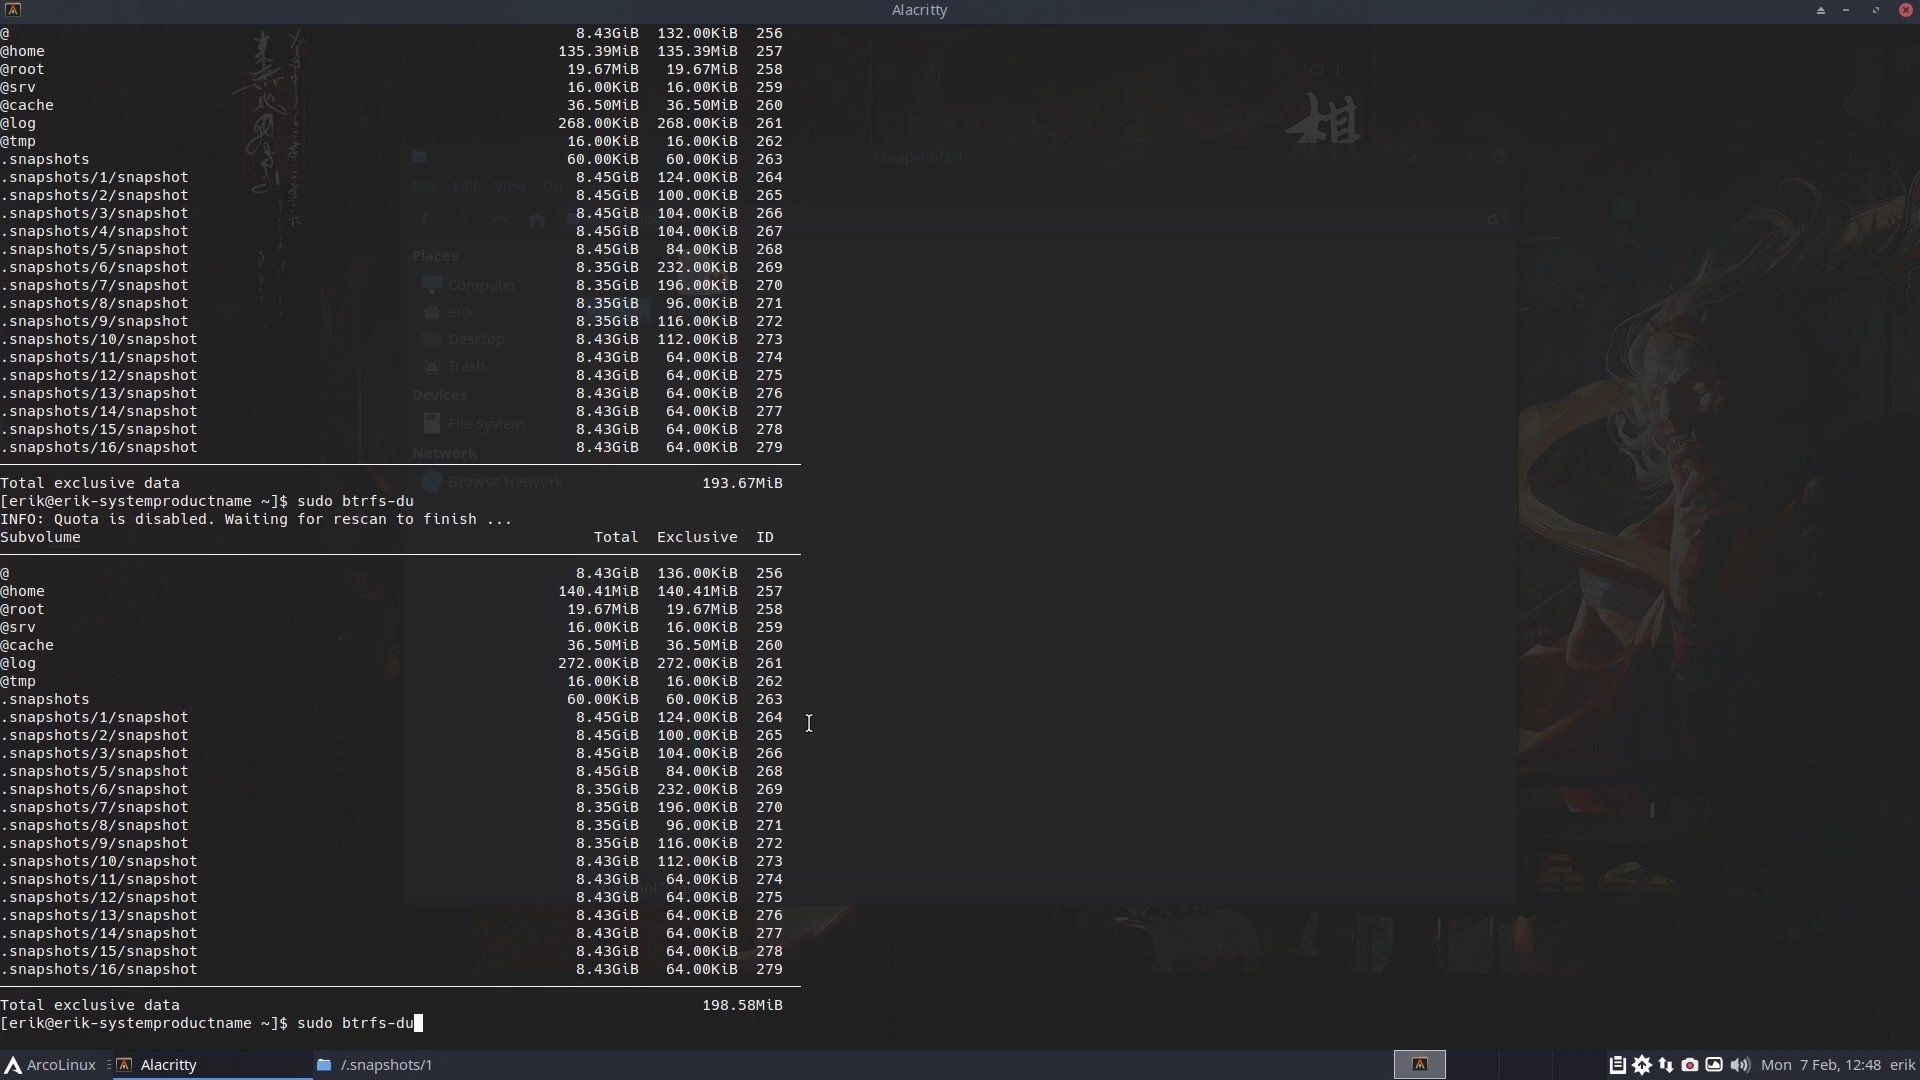 Alacritty
@ 8.43GiB 132.00KiB 256
@home 135.39MiB 135.39MiB 257
@root 19.67MiB 19.67MiB 258
@srv 16.00KiB 16.00KiB 259
@cache 36.50MiB 36.50MiB 260
@log 268.00KiB 268.00KiB 261
@tmp 16.00KiB 16.00KiB 262
.snapshots 60.00KiB 60.00KiB 263
.snapshots/1/snapshot 8.45GiB 124.00KiB 264
.snapshots/2/snapshot 8.45GiB 100.00KiB 265
.snapshots/3/snapshot 8.45GiB 104.00KiB 266
.snapshots/4/snapshot 8.45GiB 104.00KiB 267
.snapshots/5/snapshot 8.45GiB 84.00KiB 268
.snapshots/6/snapshot 8.35GiB 232.00KiB 269
.snapshots/7/snapshot 8.35GiB 196.00KiB 270
.snapshots/8/snapshot 8.35GiB 96.00KiB 271
.snapshots/9/snapshot 8.35GiB 116.00KiB 272
.snapshots/10/snapshot 8.43GiB 112.00KiB 273
.snapshots/11/snapshot 8.43GiB 64.00KiB 274
.snapshots/12/snapshot 8.43GiB 64.00KiB 275
.snapshots/13/snapshot 8.43GiB 64.00KiB 276
.snapshots/14/snapshot 8.43GiB 64.00KiB 277
.snapshots/15/snapshot 8.43GiB 64.00KiB 278
.snapshots/16/snapshot 8.43GiB 64.00KiB 279
Total exclusive data 193.67MiB
[erik@erik-systemproductname ~]$ sudo btrfs-du
INFO: Quota is disabled. Waiting for rescan to finish ...
Subvolume Total Exclusive ID
@ 8.43GiB 136.00KiB 256
@home 140.41MiB 140.41MiB 257
@root 19.67MiB 19.67MiB 258
@srv 16.00KiB 16.00KiB 259
@cache 36.50MiB 36.50MiB 260
@log 272.00KiB 272.00KiB 261
@tmp 16.00KiB 16.00KiB 262
.snapshots 60.00KiB 60.00KiB 263
.snapshots/1/snapshot 8.45GiB 124.00KiB 264
.snapshots/2/snapshot 8.45GiB 100.00KiB 265
.snapshots/3/snapshot 8.45GiB 104.00KiB 266
.snapshots/5/snapshot 8.45GiB 84.00KiB 268
.snapshots/6/snapshot 8.35GiB 232.00KiB 269
.snapshots/7/snapshot 8.35GiB 196.00KiB 270
.snapshots/8/snapshot 8.35GiB 96.00KiB 271
.snapshots/9/snapshot 8.35GiB 116.00KiB 272
.snapshots/10/snapshot 8.43GiB 112.00KiB 273
.snapshots/11/snapshot 8.43GiB 64.00KiB 274
.snapshots/12/snapshot 8.43GiB 64.00KiB 275
.snapshots/13/snapshot 8.43GiB 64.00KiB 276
.snapshots/14/snapshot 8.43GiB 64.00KiB 277
.snapshots/15/snapshot 8.43GiB 64.00KiB 278
.snapshots/16/snapshot 8.43GiB 64.00KiB 279
Total exclusive data 198.58MiB
[erik@erik-systemproductname ~]$ sudo btrfs-du
/.snapshots/1
File Edit View Go
Places
Computer
erik
Desktop
Trash
Devices
File System
Network
Browse Network
ArcoLinux Alacritty /.snapshots/1 Mon 7 Feb, 12:48 erik